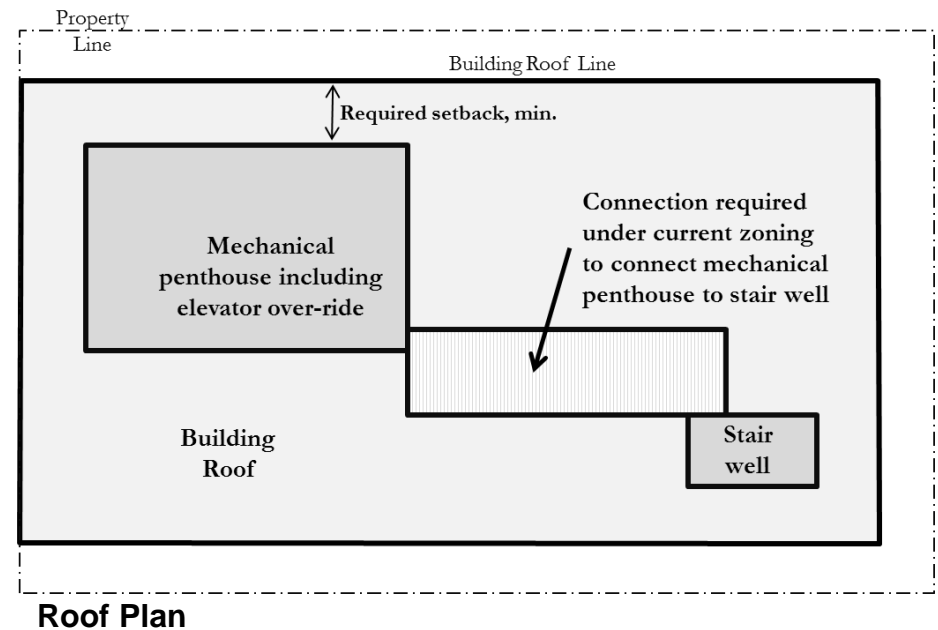 Property
Line
Building Roof Line
Required setback, min.
Connection required
under current zoning
to connect mechanical
penthouse to stair well
Mechanical
penthouse including
elevator over-ride
Building
Roof
Stair
well
Roof Plan